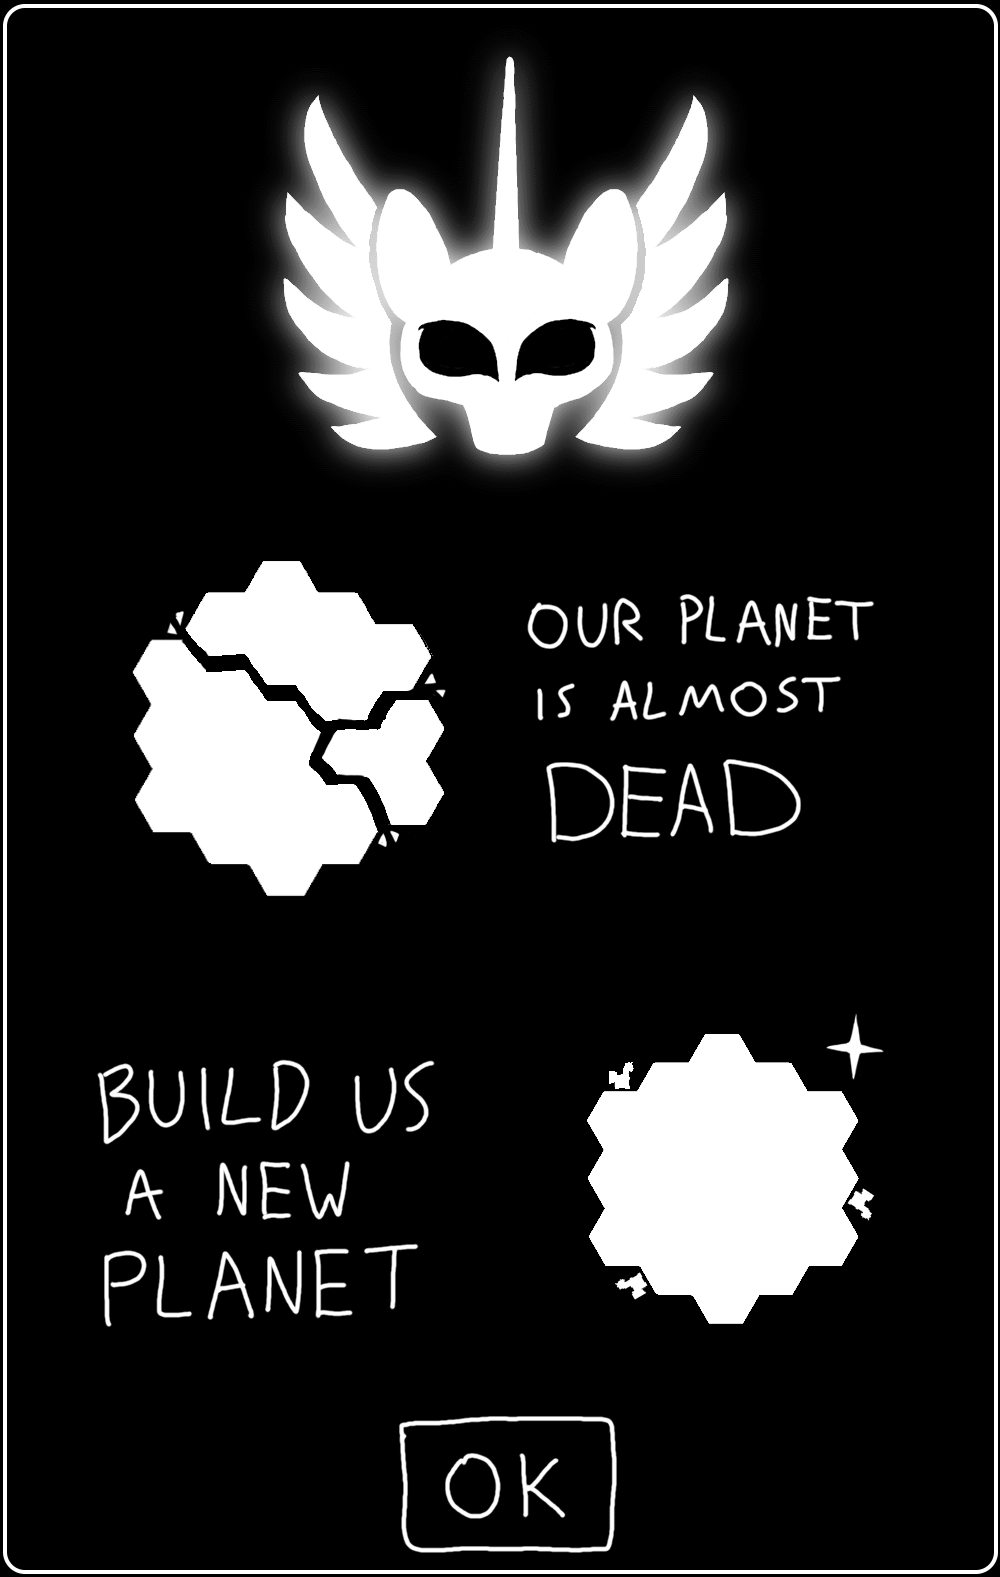 OUR PLANET
IS ALMOST
DEAD
BUILD US
A NEW
PLANET
OK